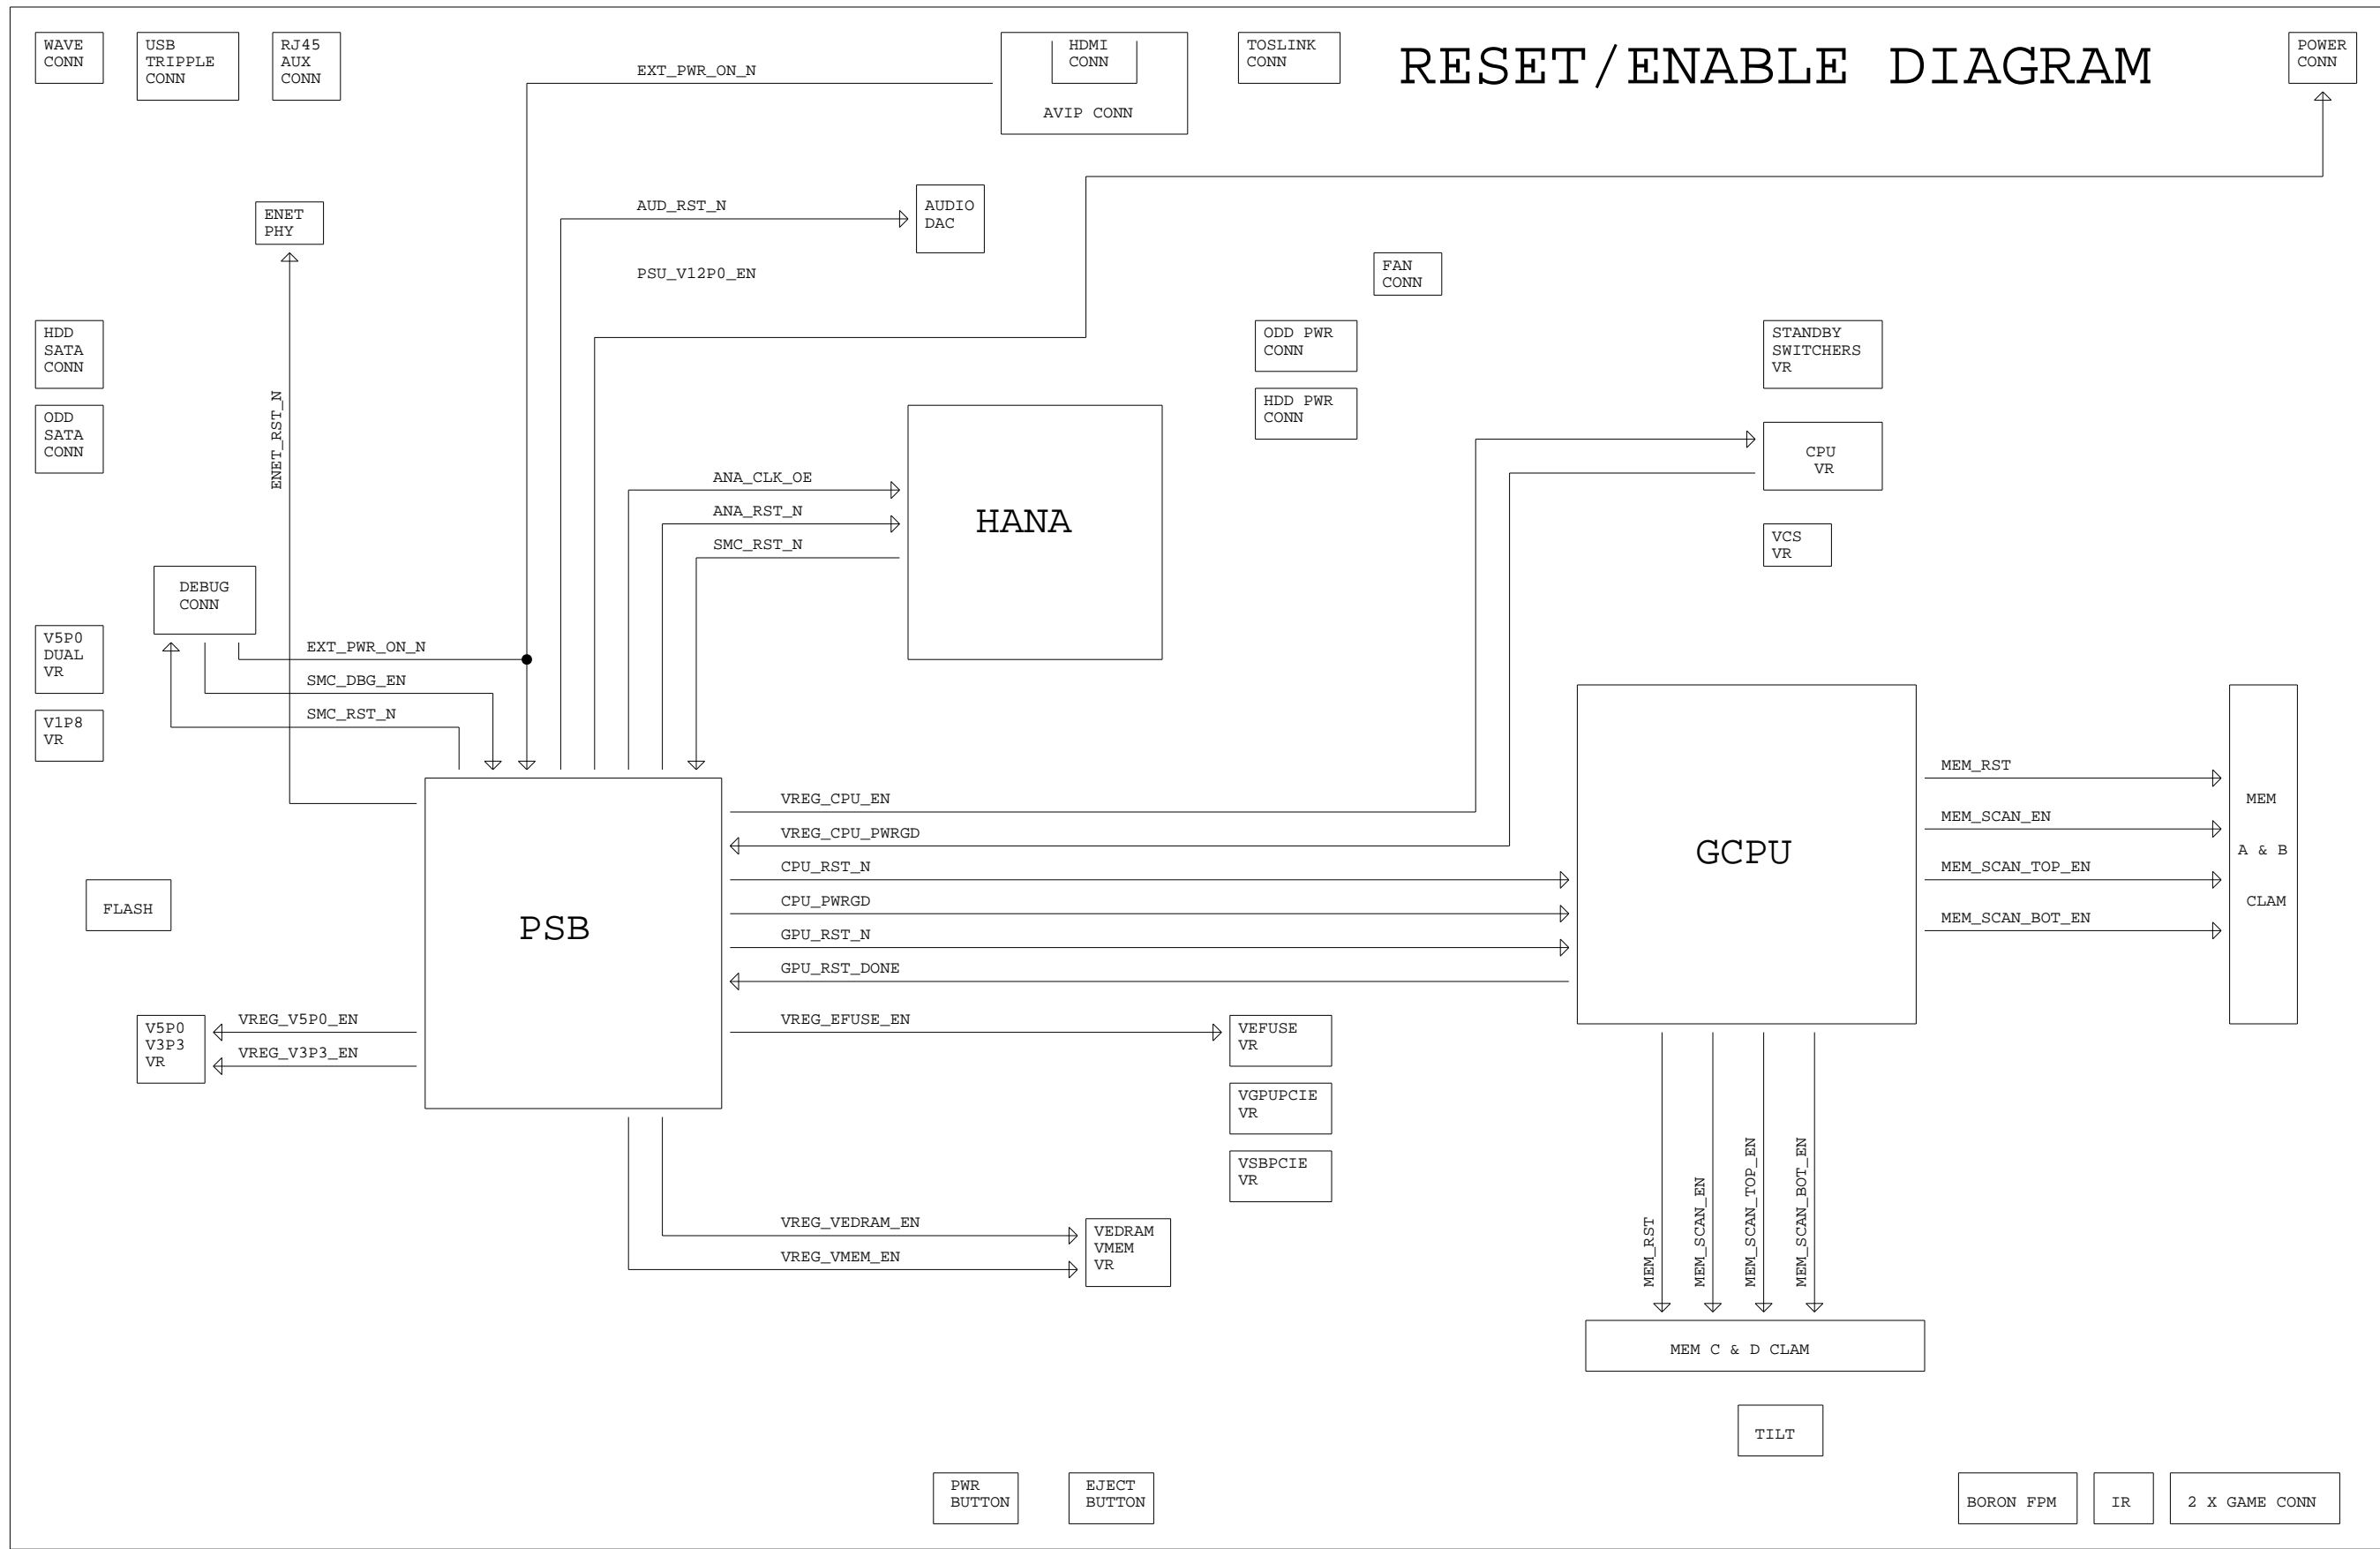 WAVE
CONN
USB
TRIPPLE
CONN
RJ45
AUX
CONN
EXT_PWR_ON_N
HDMI
CONN
AVIP CONN
TOSLINK
CONN
RESET/ENABLE DIAGRAM
POWER
CONN
ENET
PHY
AUD_RST_N
AUDIO
DAC
PSU_V12P0_EN
FAN
CONN
HDD
SATA
CONN
ODD
SATA
CONN
ENET_RST_N
ODD PWR
CONN
HDD PWR
CONN
STANDBY
SWITCHERS
VR
CPU
VR
VCS
VR
ANA_CLK_OE
ANA_RST_N
SMC_RST_N
HANA
DEBUG
CONN
V5P0
DUAL
VR
V1P8
VR
EXT_PWR_ON_N
SMC_DBG_EN
SMC_RST_N
VREG_CPU_EN
VREG_CPU_PWRGD
CPU_RST_N
CPU_PWRGD
GPU_RST_N
GPU_RST_DONE
PSB
GCPU
MEM_RST
MEM_SCAN_EN
MEM_SCAN_TOP_EN
MEM_SCAN_BOT_EN
MEM
A & B
CLAM
FLASH
V5P0
V3P3
VR
VREG_V5P0_EN
VREG_V3P3_EN
VREG_EFUSE_EN
VEFUSE
VR
VGPUPCIE
VR
VSBPCIE
VR
VREG_VEDRAM_EN
VREG_VMEM_EN
VEDRAM
VMEM
VR
MEM_RST
MEM_SCAN_EN
MEM_SCAN_TOP_EN
MEM_SCAN_BOT_EN
MEM C & D CLAM
TILT
PWR
BUTTON
EJECT
BUTTON
BORON FPM
IR
2 X GAME CONN